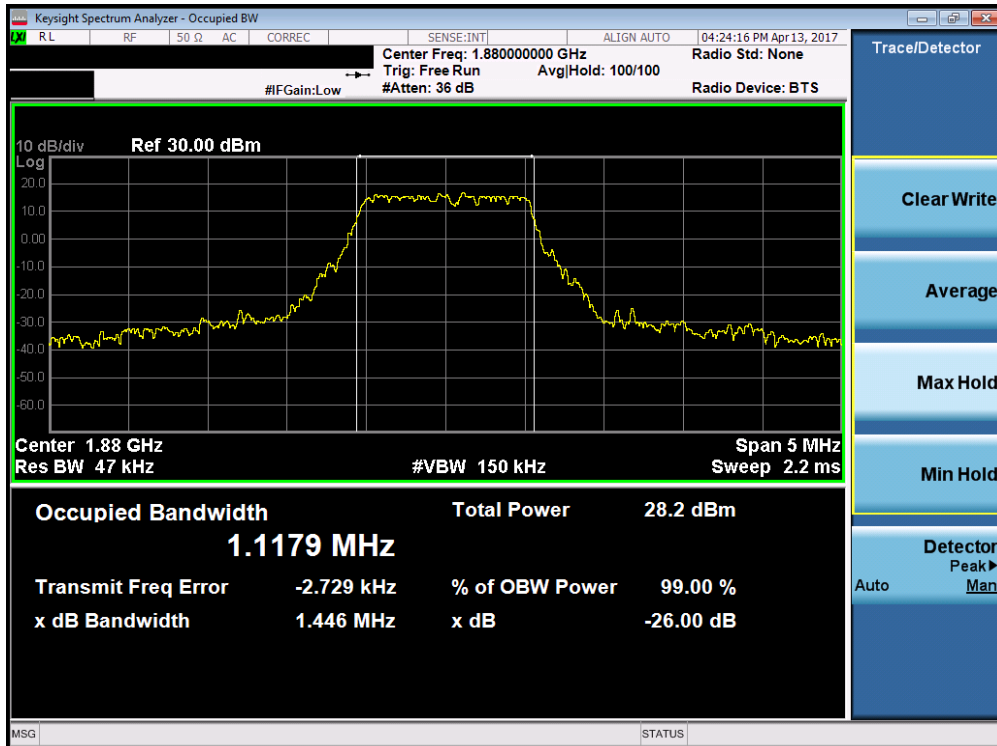 Keysight Spectrum Analyzer - Occupied BW
LXI RL RF 50 Ω AC CORREC SENSE:INT ALIGN AUTO 04:24:16 PM Apr 13, 2017
Center Freq: 1.880000000 GHz Radio Std: None
Trig: Free Run Avg|Hold: 100/100
#IFGain:Low #Atten: 36 dB Radio Device: BTS
10 dB/div Ref 30.00 dBm
Log
20.0
10.0
0.00
-10.0
-20.0
-30.0
-40.0
-50.0
-60.0
Center 1.88 GHz Span 5 MHz
Res BW 47 kHz #VBW 150 kHz Sweep 2.2 ms
Occupied Bandwidth Total Power 28.2 dBm
1.1179 MHz
Transmit Freq Error -2.729 kHz % of OBW Power 99.00 %
x dB Bandwidth 1.446 MHz x dB -26.00 dB
MSG STATUS
Trace/Detector
Clear Write
Average
Max Hold
Min Hold
Detector
Peak▶
Auto Man